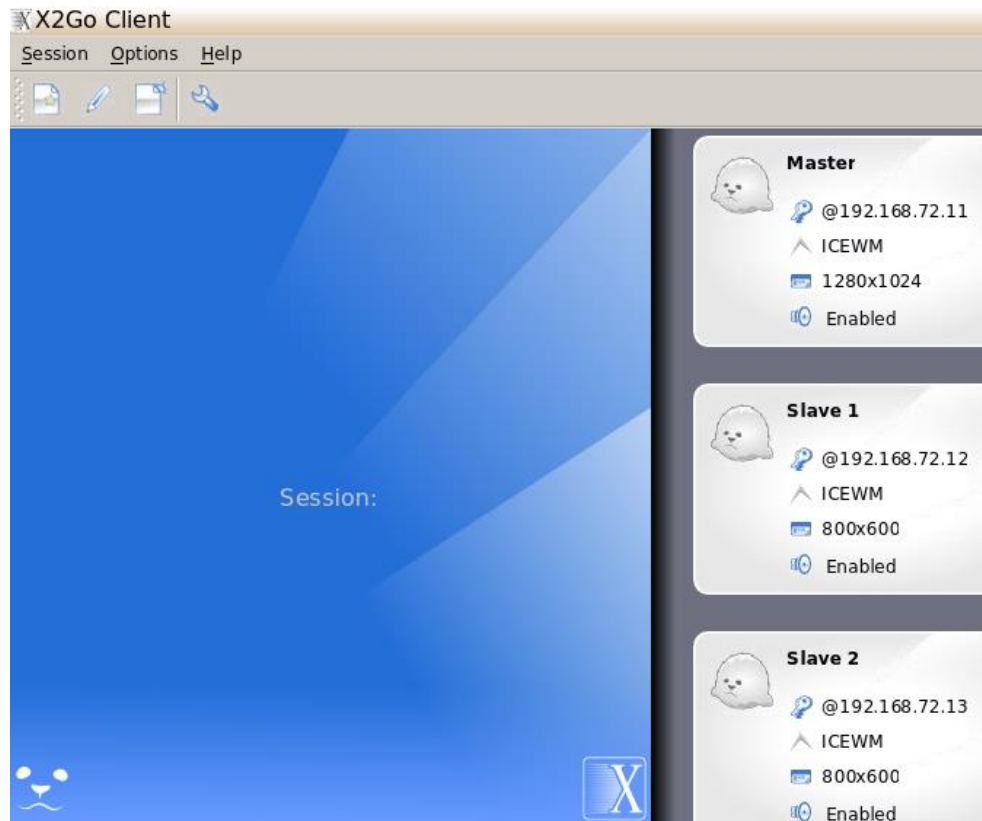 X2Go Client
Session Options Help
Session:
Master
@192.168.72.11
ICEWM
1280x1024
Enabled
Slave 1
@192.168.72.12
ICEWM
800x600
Enabled
Slave 2
@192.168.72.13
ICEWM
800x600
Enabled
X